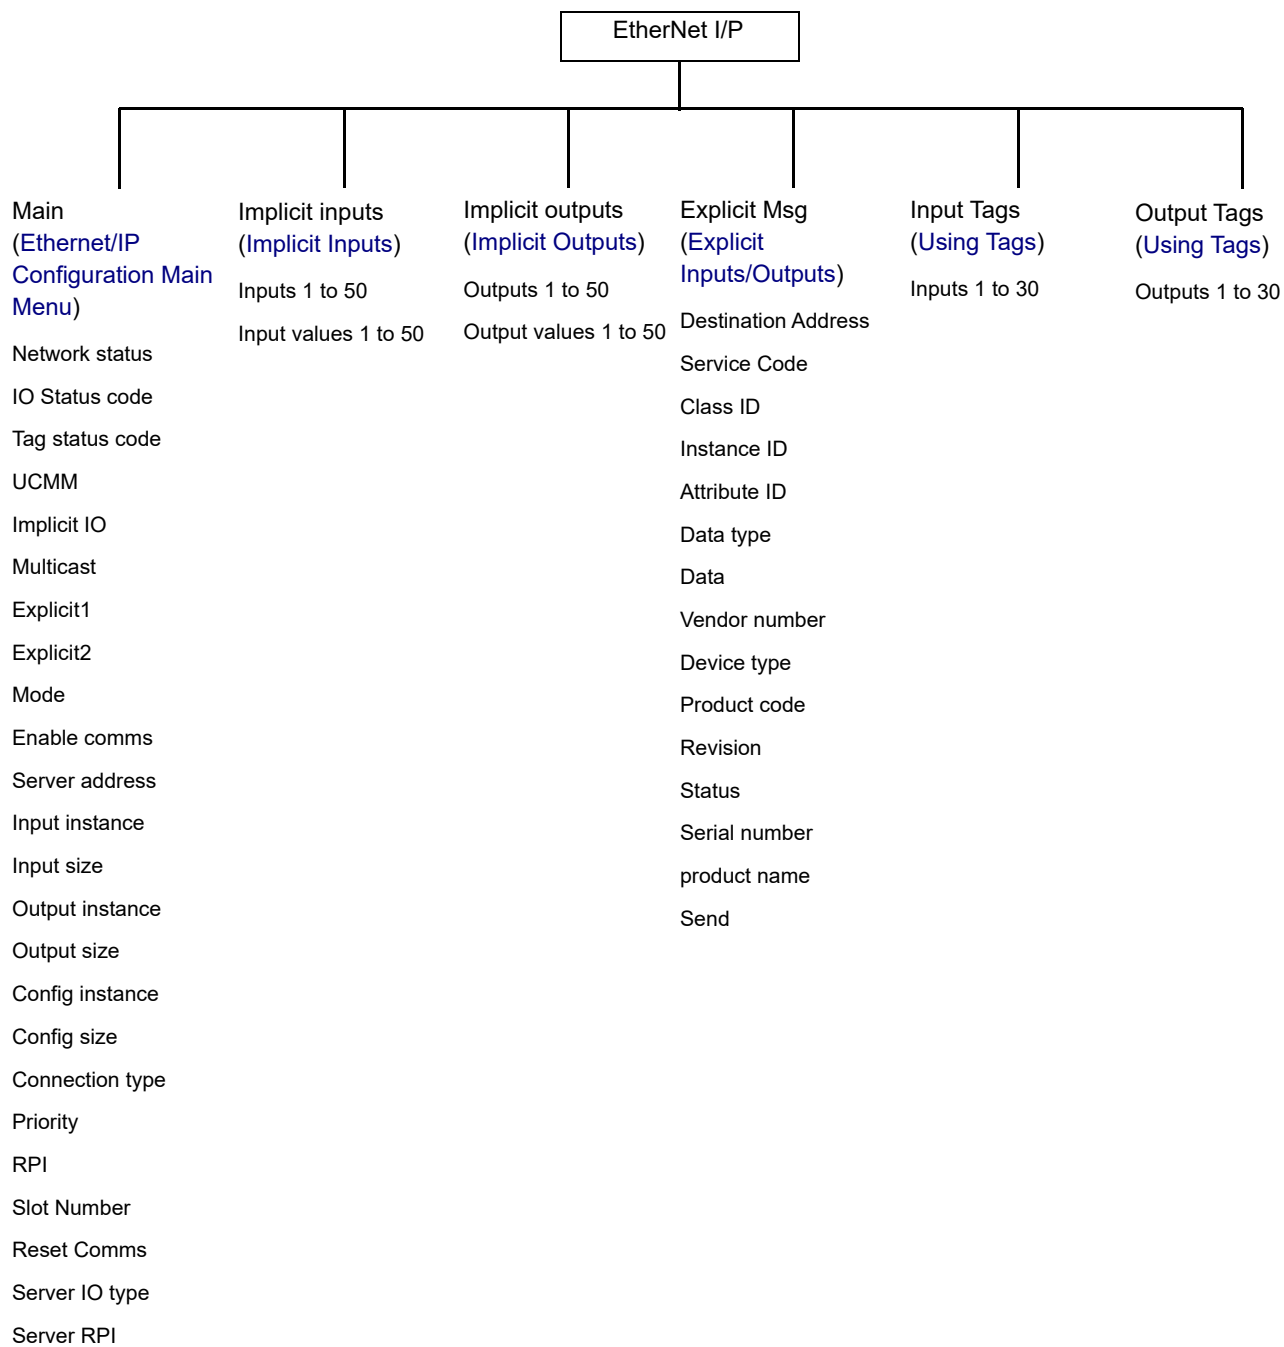 EtherNet I/P
Main
(Ethernet/IP
Configuration Main
Menu)
Network status
IO Status code
Tag status code
UCMM
Implicit IO
Multicast
Explicit1
Explicit2
Mode
Enable comms
Server address
Input instance
Input size
Output instance
Output size
Config instance
Config size
Connection type
Priority
RPI
Slot Number
Reset Comms
Server IO type
Server RPI
Implicit inputs
(Implicit Inputs)
Inputs 1 to 50
Input values 1 to 50
Implicit outputs
(Implicit Outputs)
Outputs 1 to 50
Output values 1 to 50
Explicit Msg
(Explicit
Inputs/Outputs)
Destination Address
Service Code
Class ID
Instance ID
Attribute ID
Data type
Data
Vendor number
Device type
Product code
Revision
Status
Serial number
product name
Send
Input Tags
(Using Tags)
Inputs 1 to 30
Output Tags
(Using Tags)
Outputs 1 to 30